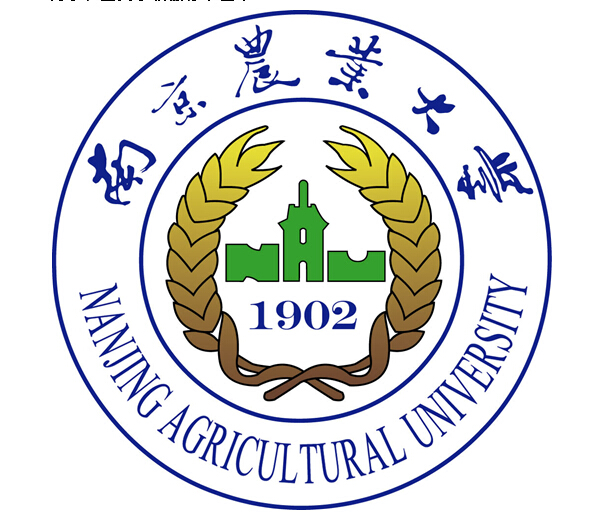 南京農業大學
NAU
1902
NANJING AGRICULTURAL UNIVERSITY